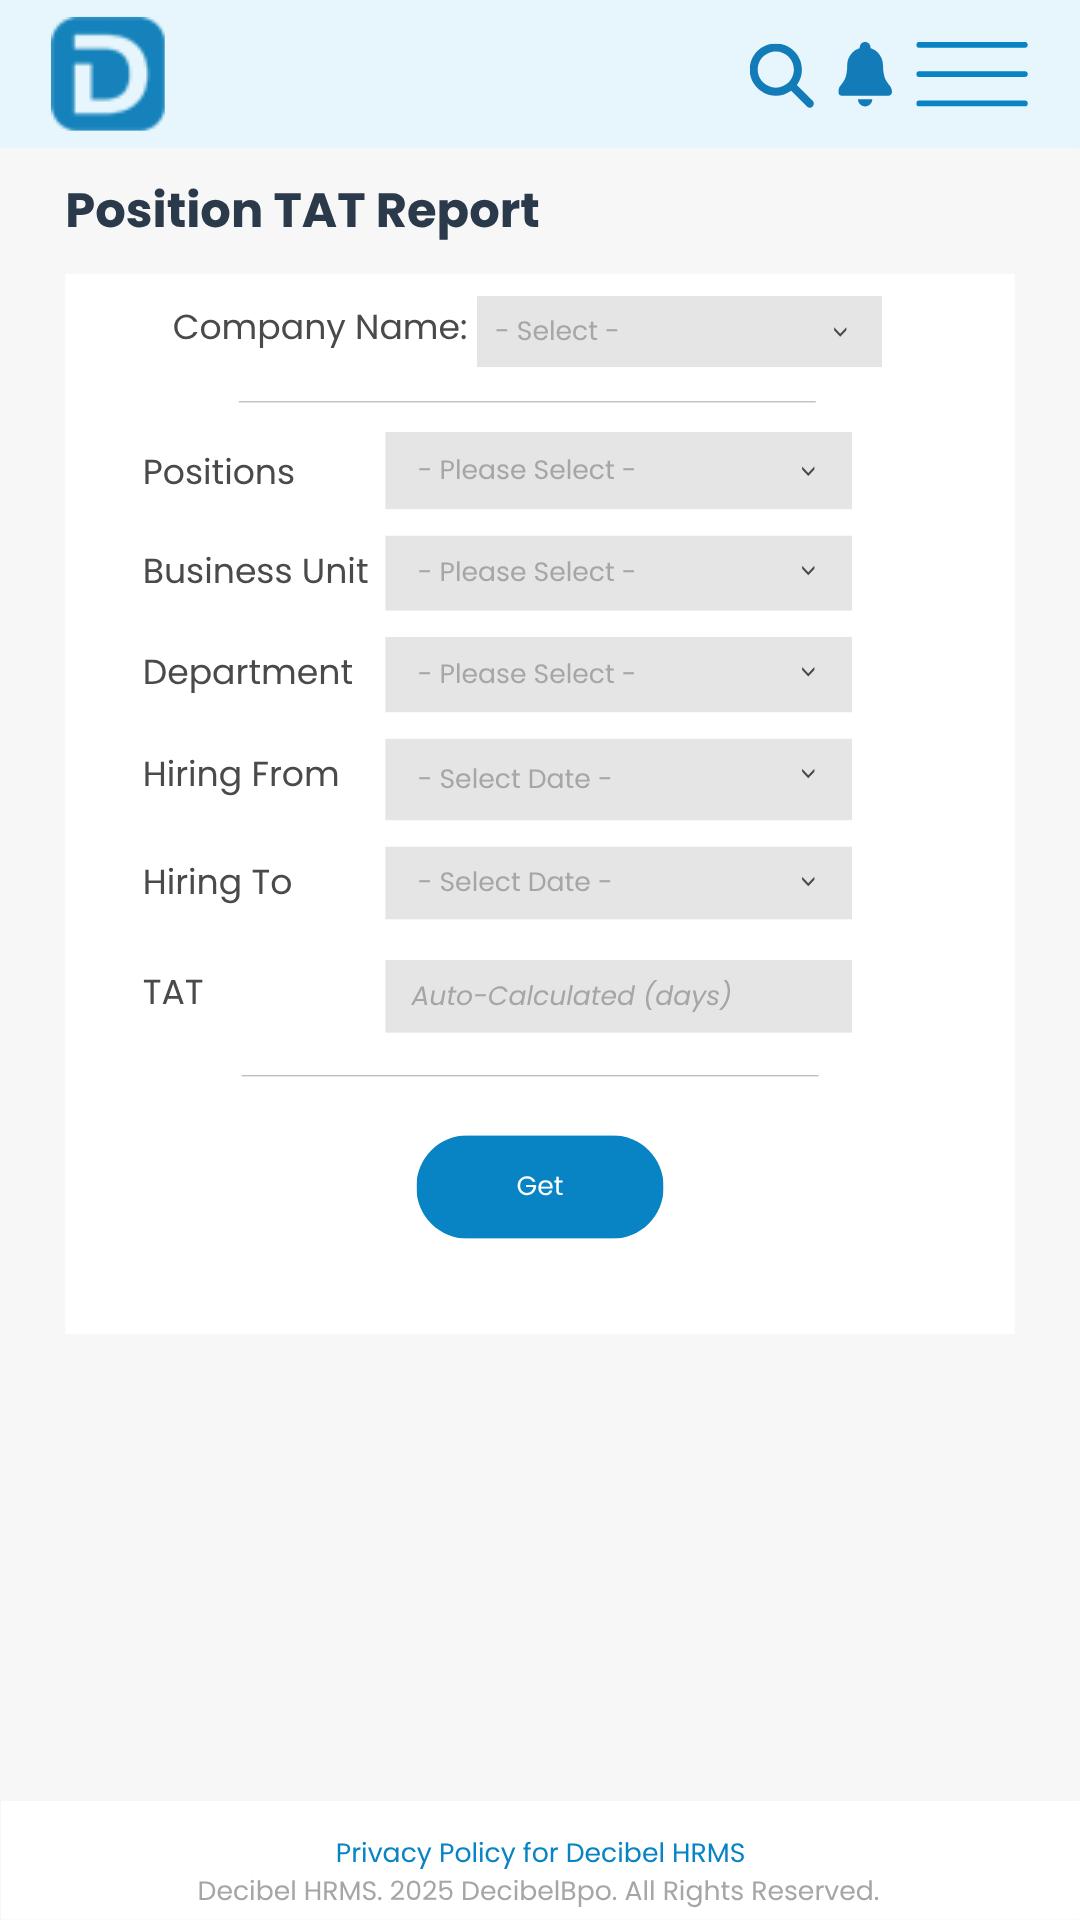 D
Position TAT Report
Company Name: - Select -
Positions - Please Select -
Business Unit - Please Select -
Department - Please Select -
Hiring From - Select Date -
Hiring To - Select Date -
TAT Auto-Calculated (days)
Get
Privacy Policy for Decibel HRMS
Decibel HRMS. 2025 DecibelBpo. All Rights Reserved.